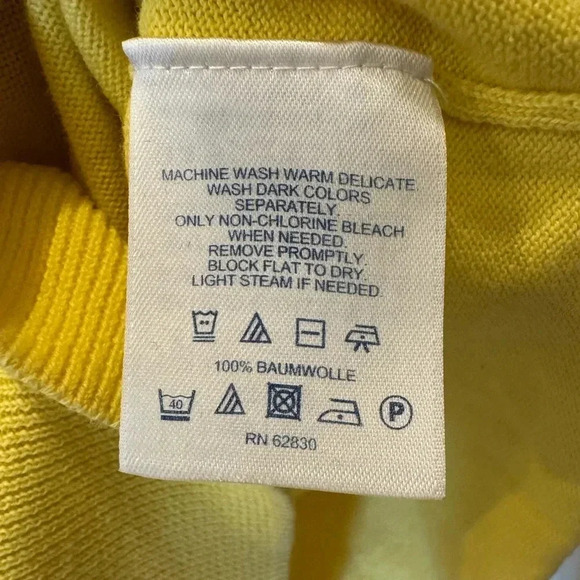 MACHINE WASH WARM DELICATE
WASH DARK COLORS
SEPARATELY.
ONLY NON-CHLORINE BLEACH
WHEN NEEDED.
REMOVE PROMPTLY.
BLOCK FLAT TO DRY.
LIGHT STEAM IF NEEDED.
100% BAUMWOLLE
40 P
RN 62830